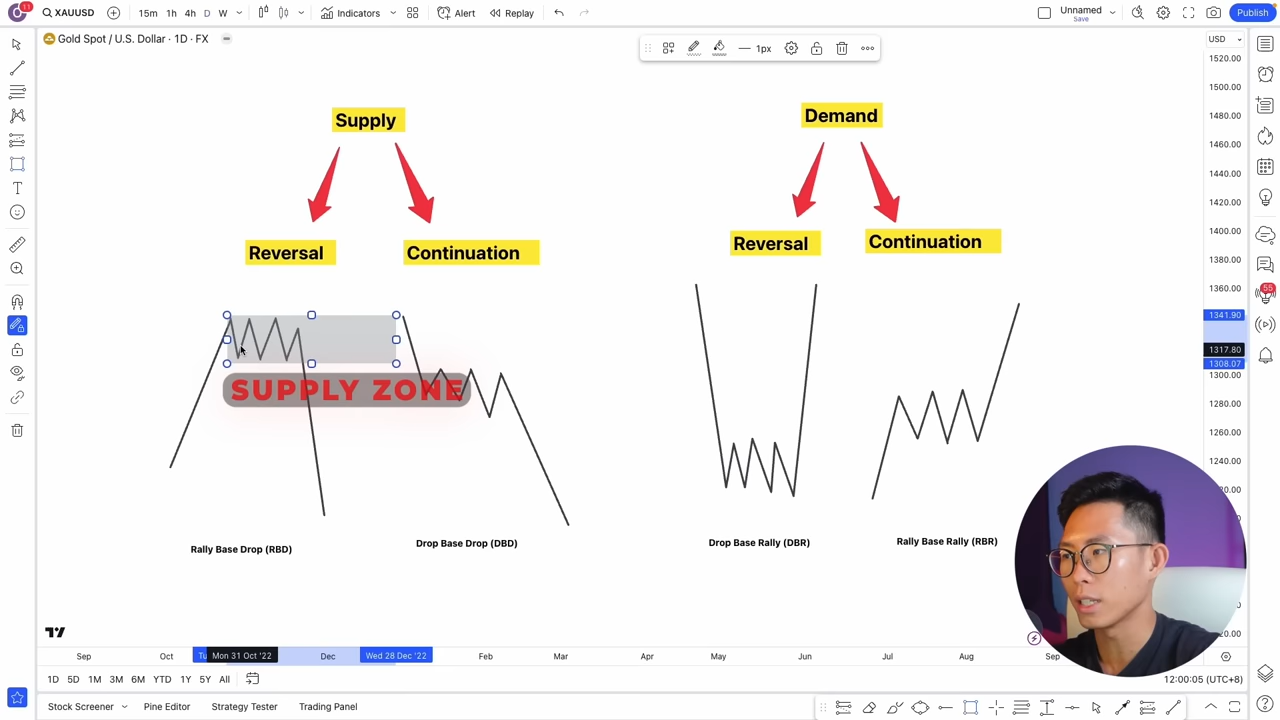 11
XAUUSD
15m 1h 4h D W
Indicators
Alert
Replay
Unnamed
Save
Publish
Gold Spot / U.S. Dollar · 1D · FX
1px
USD
Supply
Demand
Reversal
Continuation
Reversal
Continuation
SUPPLY ZONE
Rally Base Drop (RBD)
Drop Base Drop (DBD)
Drop Base Rally (DBR)
Rally Base Rally (RBR)
1520.00
1500.00
1480.00
1460.00
1440.00
1420.00
1400.00
1380.00
1360.00
1341.90
1317.80
1308.07
1300.00
1280.00
1260.00
1240.00
55
Sep
Oct
Mon 31 Oct '22
Dec
Wed 28 Dec '22
Feb
Mar
Apr
May
Jun
Jul
Aug
Sep
1D 5D 1M 3M 6M YTD 1Y 5Y All
12:00:05 (UTC+8)
Stock Screener
Pine Editor
Strategy Tester
Trading Panel